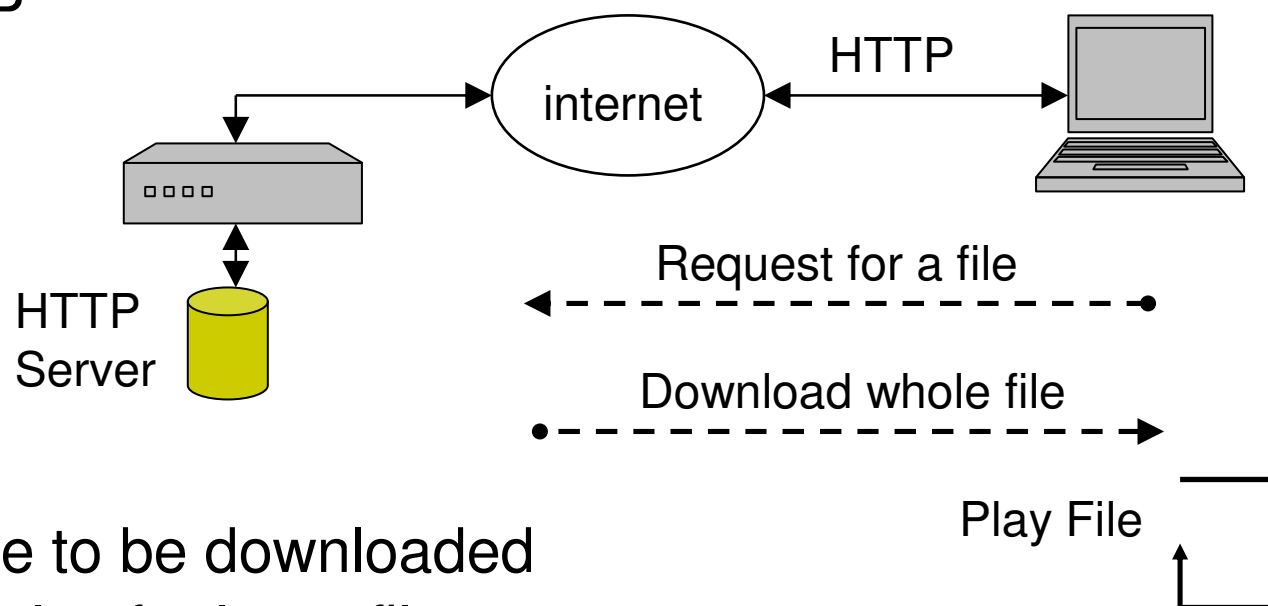 HTTP
internet
Request for a file
HTTP
Server
Download whole file
Play File
e to be downloaded